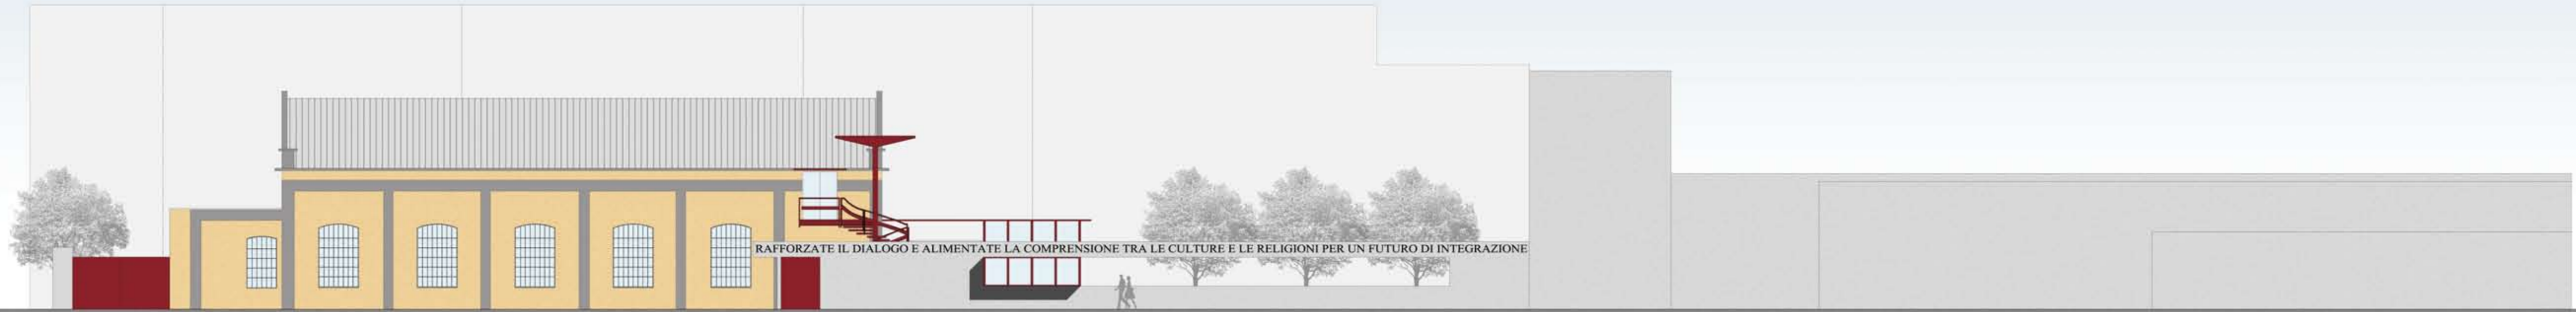 RAFFORZATE IL DIALOGO E ALIMENTATE LA COMPRENSIONE TRA LE CULTURE E LE RELIGIONI PER UN FUTURO DI INTEGRAZIONE